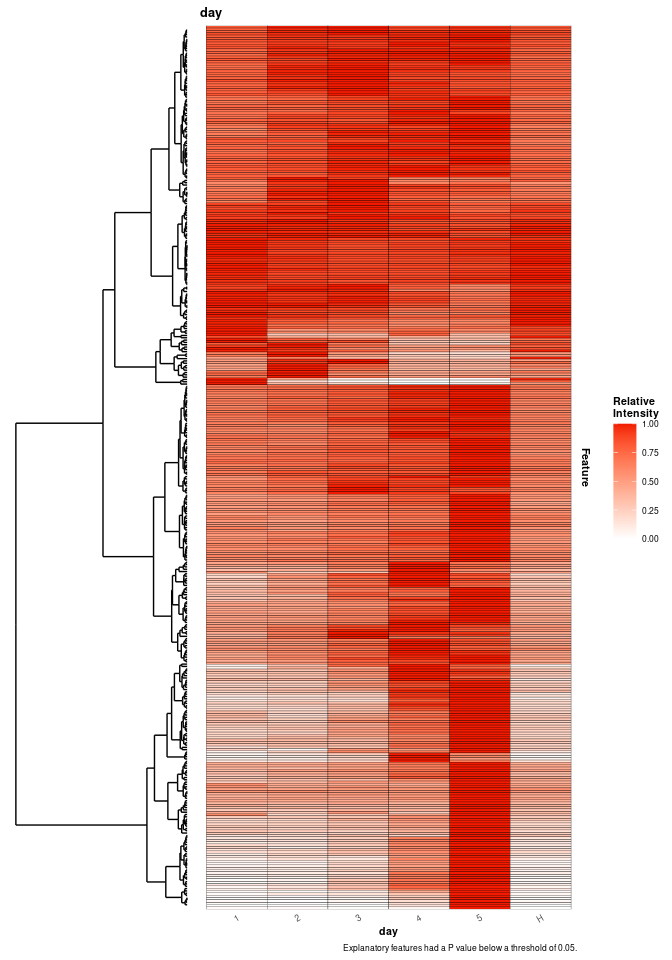 day
Relative
Intensity
1.00
0.75
0.50
0.25
0.00
Feature
1
2
3
4
5
H
day
Explanatory features had a P value below a threshold of 0.05.